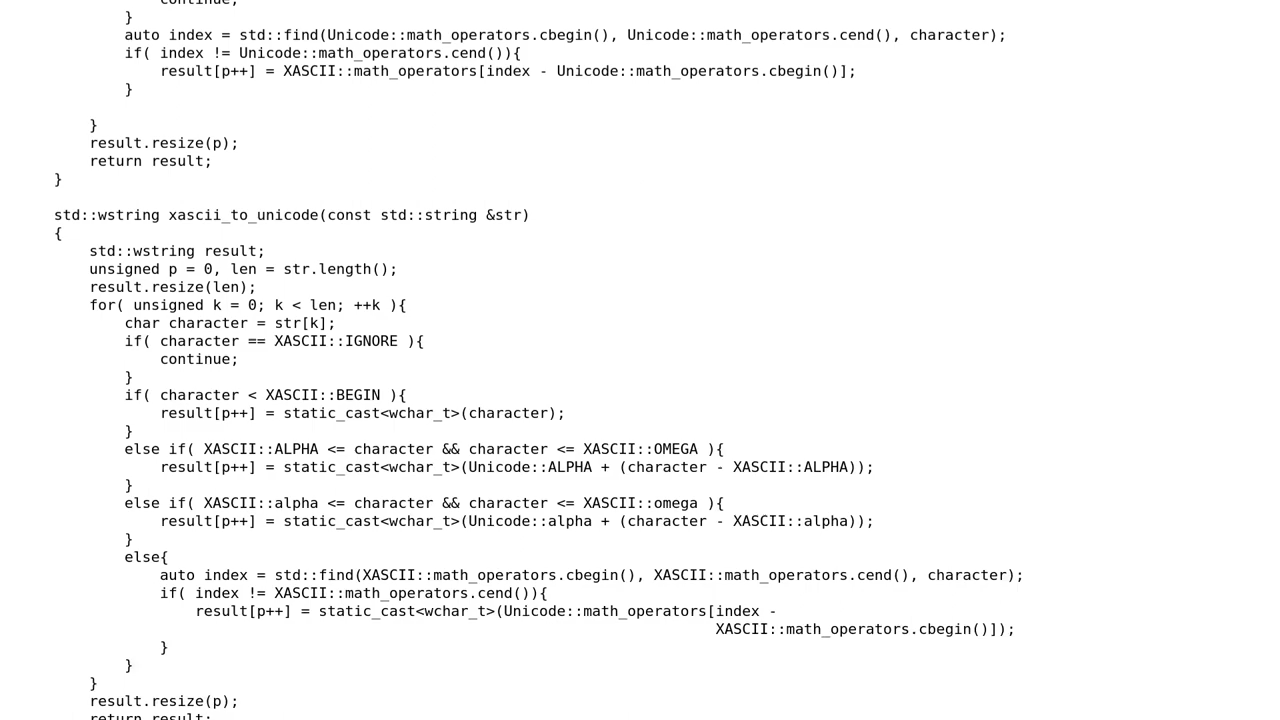 continue;
}
auto index = std::find(Unicode::math_operators.cbegin(), Unicode::math_operators.cend(), character);
if( index != Unicode::math_operators.cend()){
result[p++] = XASCII::math_operators[index - Unicode::math_operators.cbegin()];
}
}
result.resize(p);
return result;
}
std::wstring xascii_to_unicode(const std::string &str)
{
std::wstring result;
unsigned p = 0, len = str.length();
result.resize(len);
for( unsigned k = 0; k < len; ++k ){
char character = str[k];
if( character == XASCII::IGNORE ){
continue;
}
if( character < XASCII::BEGIN ){
result[p++] = static_cast<wchar_t>(character);
}
else if( XASCII::ALPHA <= character && character <= XASCII::OMEGA ){
result[p++] = static_cast<wchar_t>(Unicode::ALPHA + (character - XASCII::ALPHA));
}
else if( XASCII::alpha <= character && character <= XASCII::omega ){
result[p++] = static_cast<wchar_t>(Unicode::alpha + (character - XASCII::alpha));
}
else{
auto index = std::find(XASCII::math_operators.cbegin(), XASCII::math_operators.cend(), character);
if( index != XASCII::math_operators.cend()){
result[p++] = static_cast<wchar_t>(Unicode::math_operators[index -
XASCII::math_operators.cbegin()]);
}
}
}
result.resize(p);
return result;